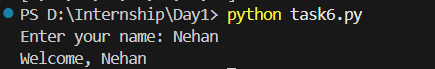 PS D:\Internship\Day1> python task6.py
Enter your name: Nehan
Welcome, Nehan